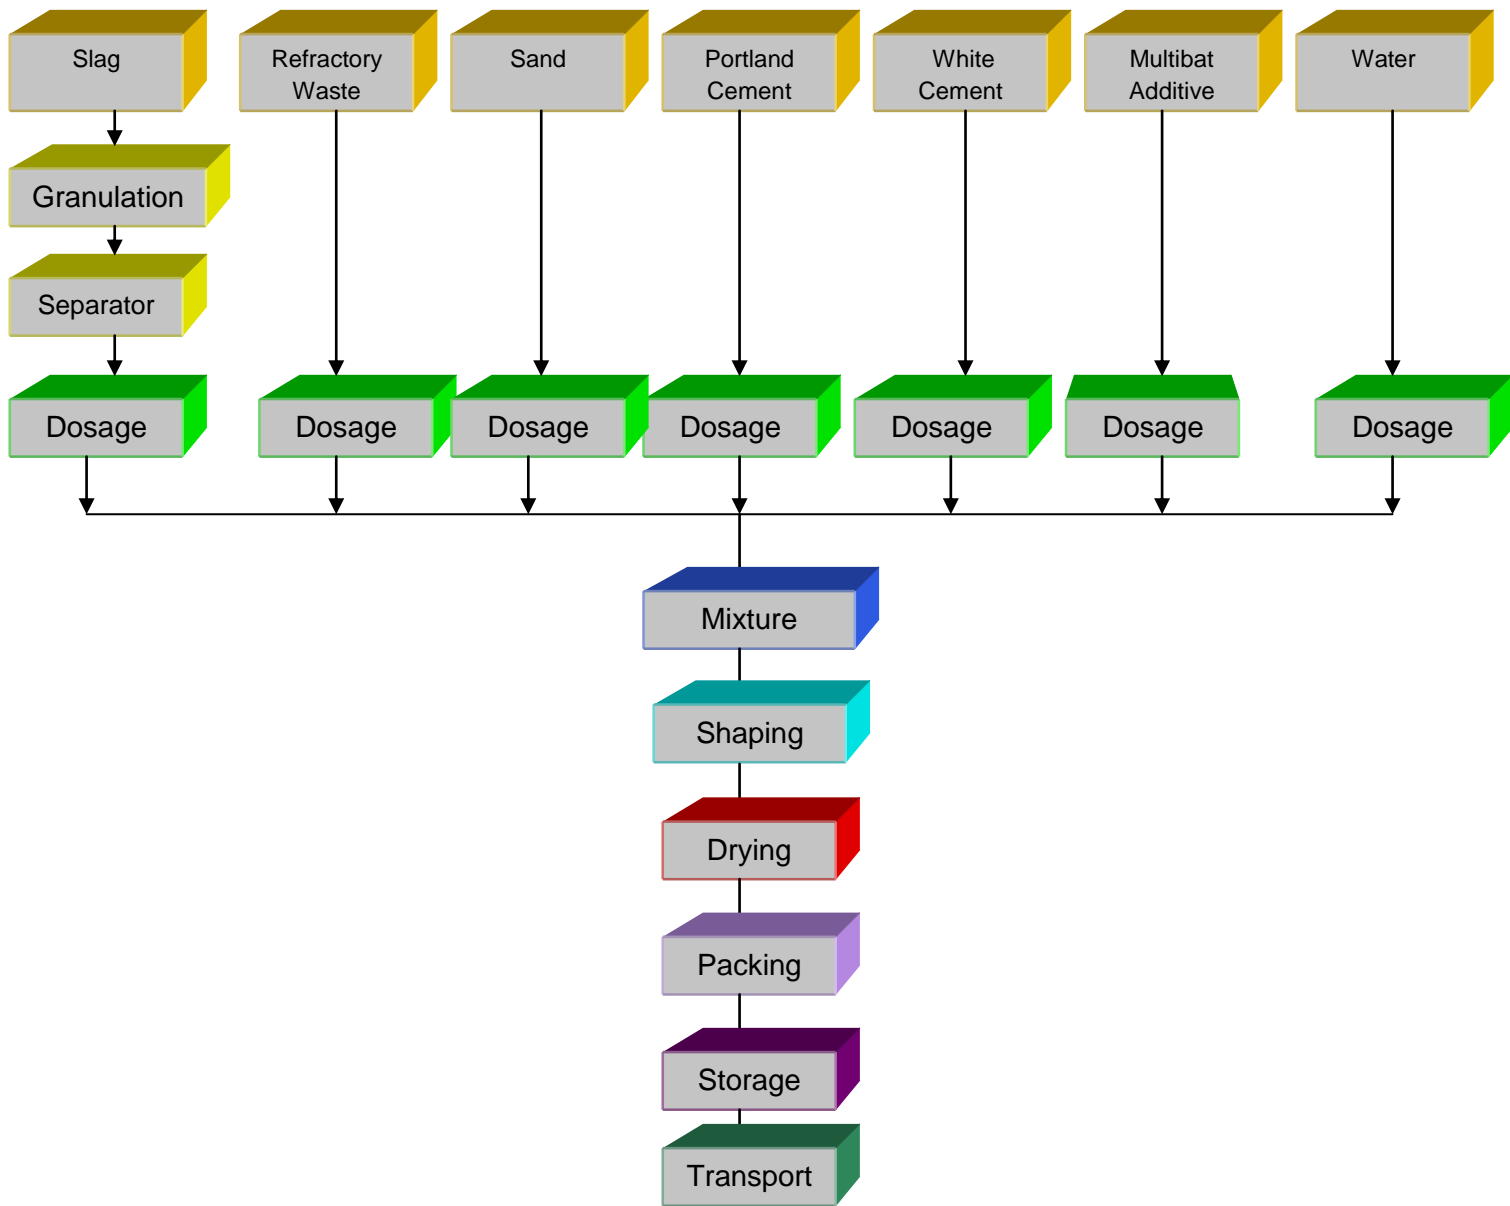 Slag
Refractory
Waste
Sand
Portland
Cement
White
Cement
Multibat
Additive
Water
Granulation
Separator
Dosage
Dosage
Dosage
Dosage
Dosage
Dosage
Dosage
Mixture
Shaping
Drying
Packing
Storage
Transport